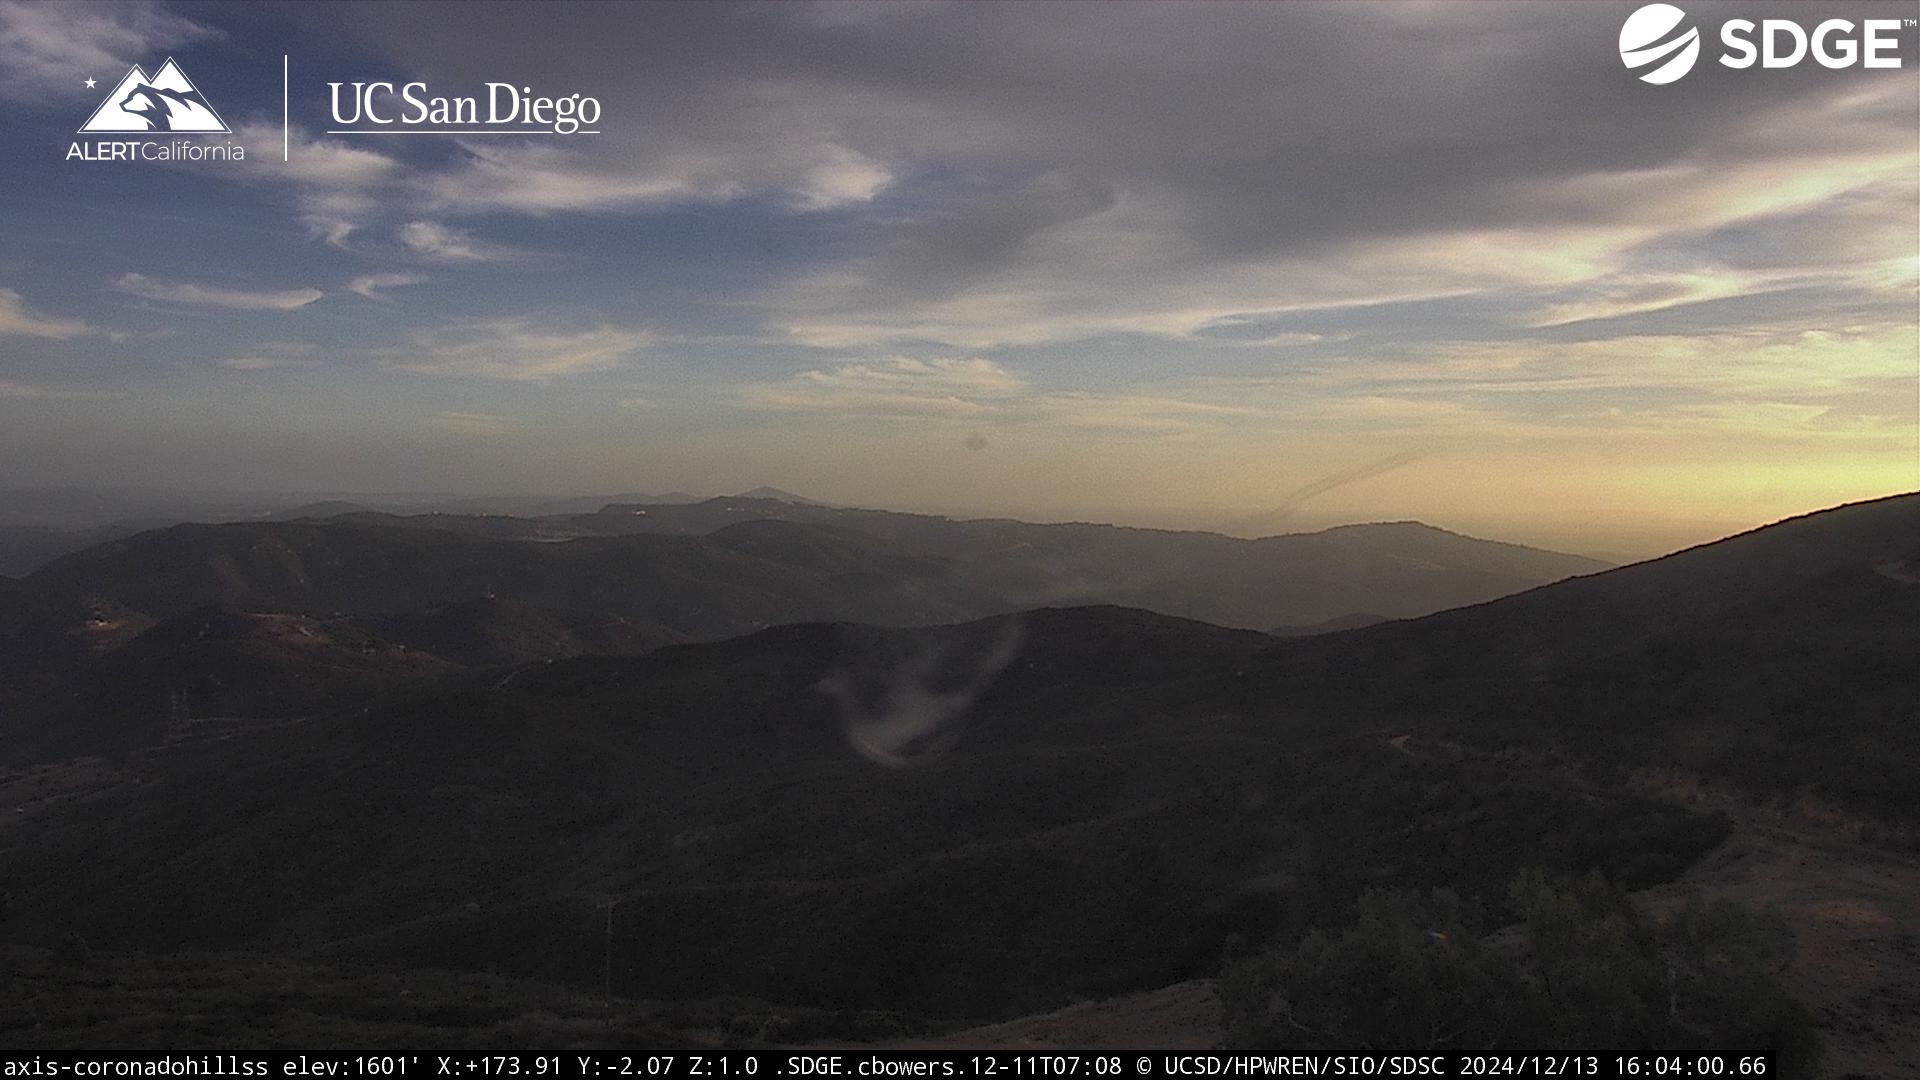 SDGE™
UC San Diego
ALERTCalifornia
axis-coronadohillss elev:1601' X:+173.91 Y:-2.07 Z:1.0 .SDGE.cbowers.12-11T07:08 © UCSD/HPWREN/SIO/SDSC 2024/12/13 16:04:00.66